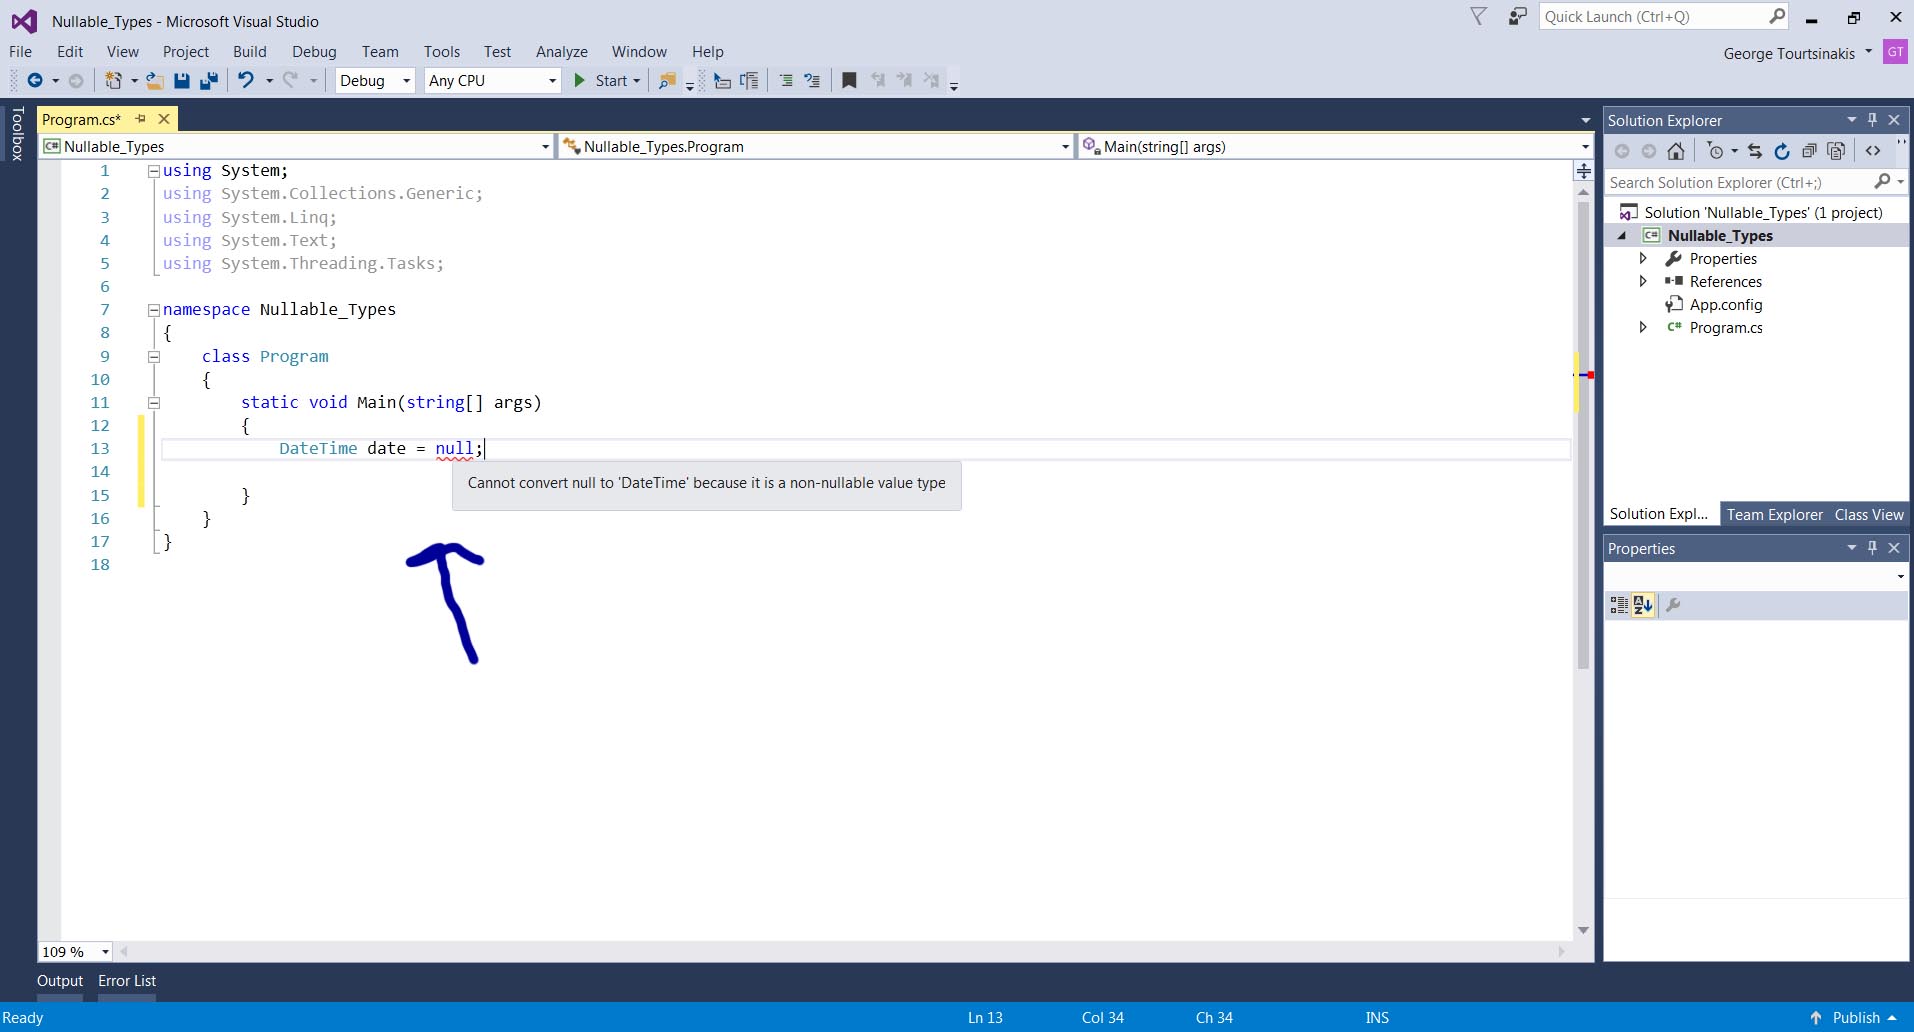 Nullable_Types - Microsoft Visual Studio
Quick Launch (Ctrl+Q)
File Edit View Project Build Debug Team Tools Test Analyze Window Help
George Tourtsinakis GT
Debug Any CPU Start
Toolbox
Program.cs*
Nullable_Types Nullable_Types.Program Main(string[] args)
1 using System;
2 using System.Collections.Generic;
3 using System.Linq;
4 using System.Text;
5 using System.Threading.Tasks;
6
7 namespace Nullable_Types
8 {
9 class Program
10 {
11 static void Main(string[] args)
12 {
13 DateTime date = null;
14
Cannot convert null to 'DateTime' because it is a non-nullable value type
15 }
16 }
17 }
18
109 %
Solution Explorer
Search Solution Explorer (Ctrl+;)
Solution 'Nullable_Types' (1 project)
C# Nullable_Types
Properties
References
App.config
C# Program.cs
Solution Expl... Team Explorer Class View
Properties
Output Error List
Ready Ln 13 Col 34 Ch 34 INS Publish